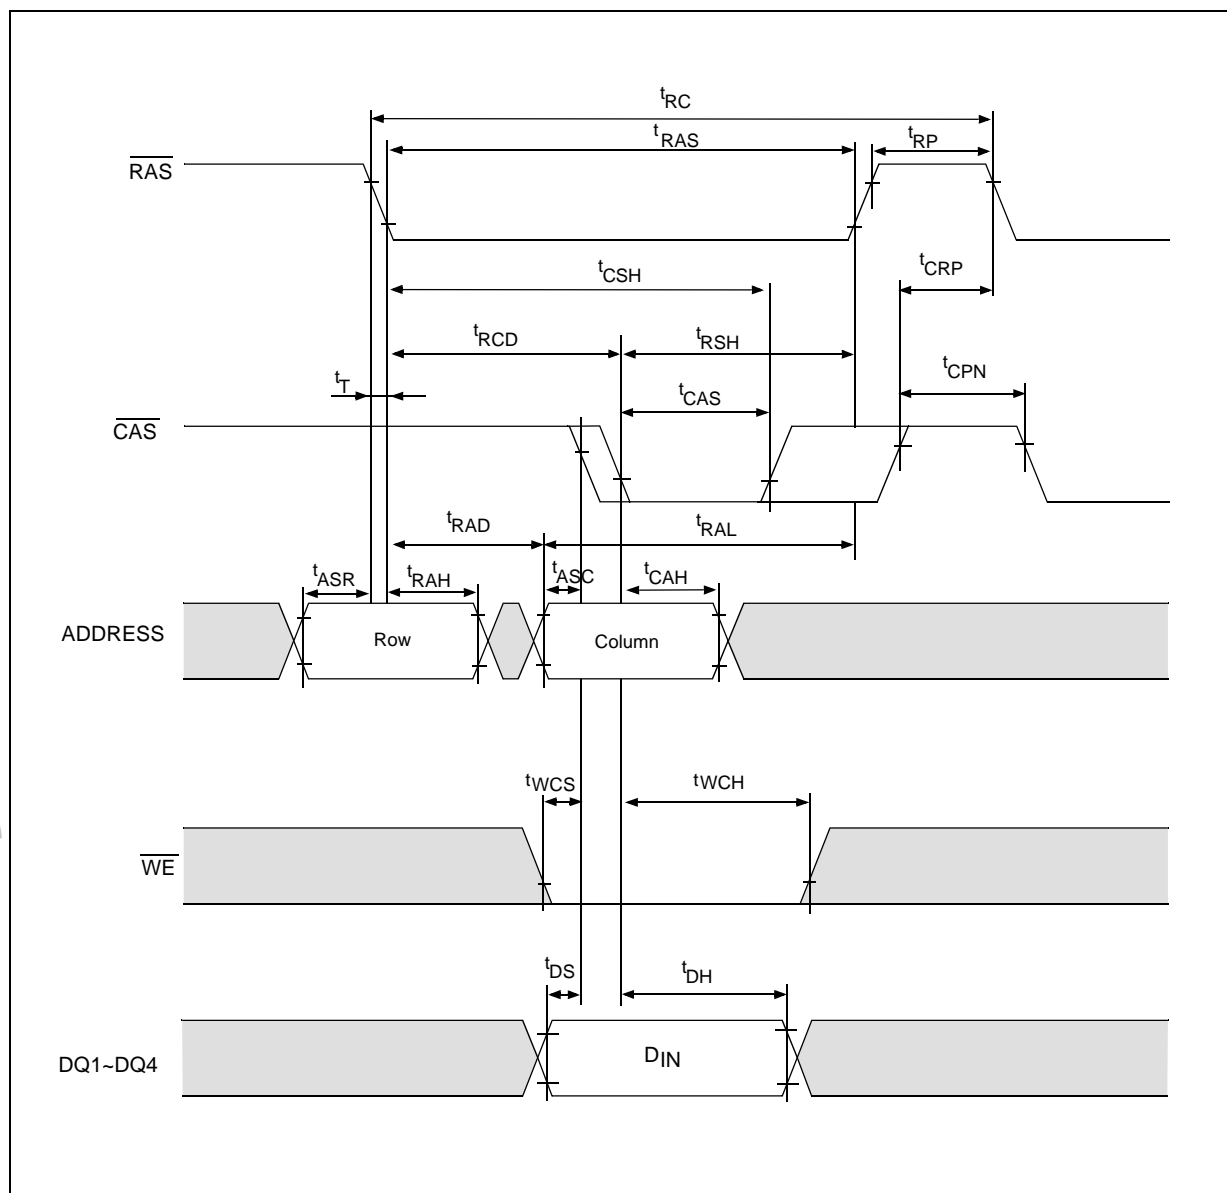 tRC
tRAS
tRP
RAS
tCSH
tCRP
tRCD
tRSH
tCPN
tT
tCAS
CAS
tRAD
tRAL
tASR
tRAH
tASC
tCAH
ADDRESS
Row
Column
tWCS
tWCH
WE
tDS
tDH
DQ1~DQ4
DIN